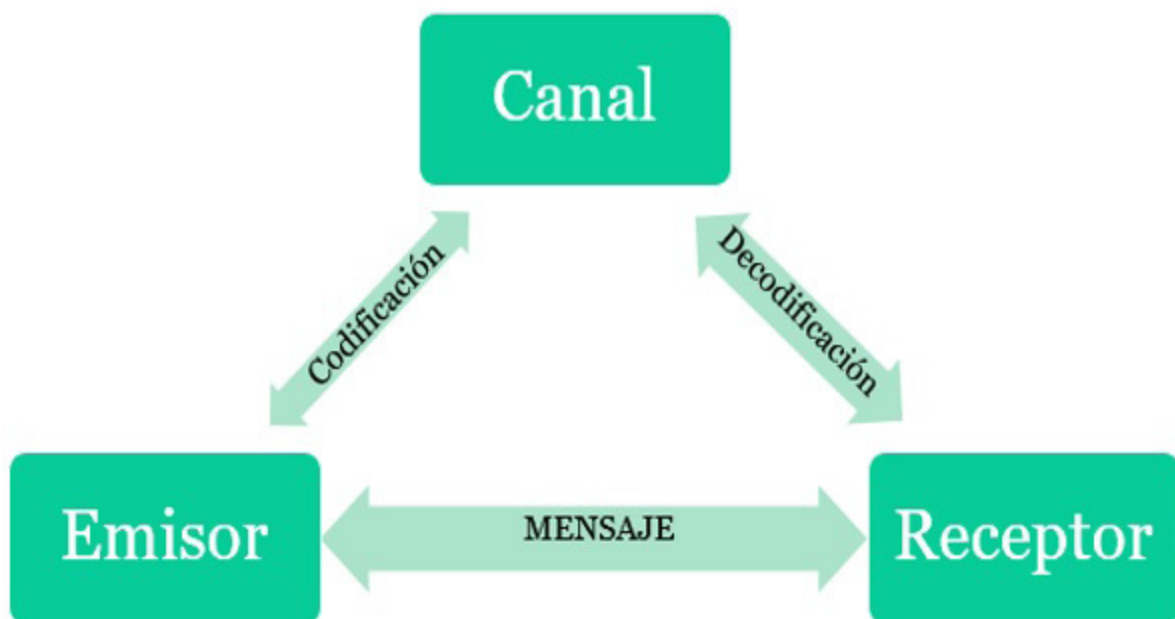 Canal
Codificación
Decodificación
Emisor
MENSAJE
Receptor